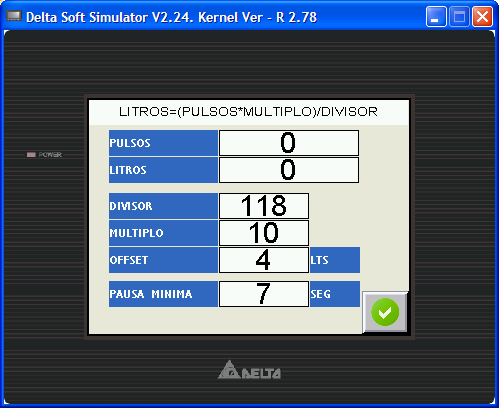 Delta Soft Simulator V2.24. Kernel Ver - R 2.78
LITROS=(PULSOS*MULTIPLO)/DIVISOR
POWER
PULSOS 0
LITROS 0
DIVISOR 118
MULTIPLO 10
OFFSET 4 LTS
PAUSA MINIMA 7 SEG
DELTA